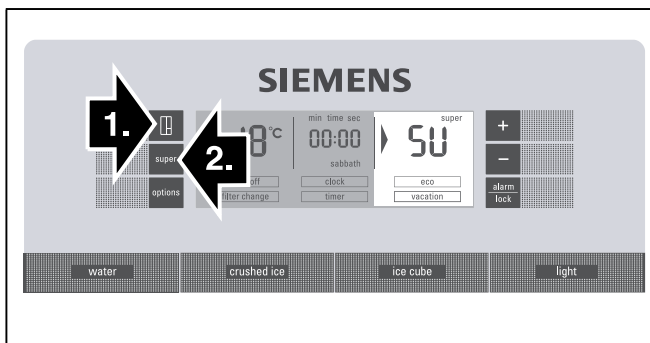 SIEMENS
1.
super
2.
options
18 °C
min time sec
00:00
sabbath
super
SU
off
filter change
clock
timer
eco
vacation
+
−
alarm
lock
water
crushed ice
ice cube
light